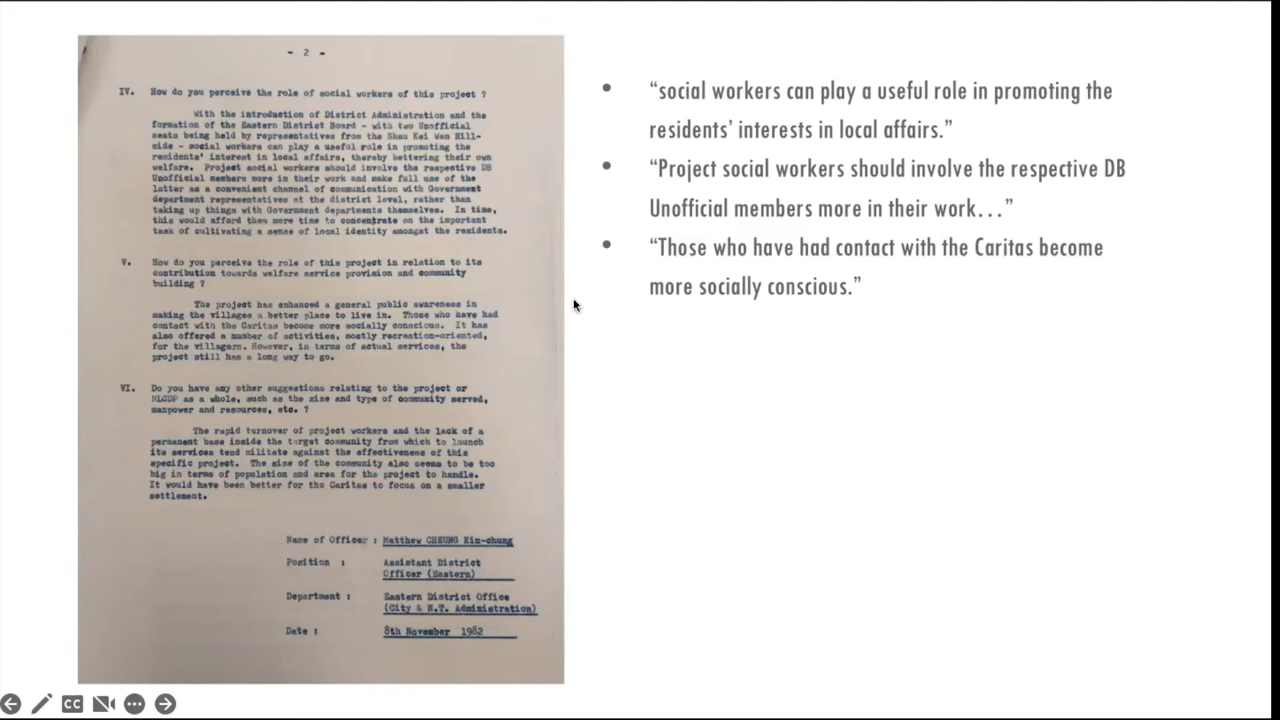 - 2 -
IV. How do you perceive the role of social workers of this project ?
With the introduction of District Administration and the
formation of the Eastern District Board - with two Unofficial
seats being held by representatives from the Shau Kei Wan Hill-
side - social workers can play a useful role in promoting the
residents' interest in local affairs, thereby bettering their own
welfare. Project social workers should involve the respective DB
Unofficial members more in their work and make full use of the
latter as a convenient channel of communication with Government
department representatives at the district level, rather than
taking up things with Government departments themselves. In time,
this would afford them more time to concentrate on the important
task of cultivating a sense of local identity amongst the residents.
V. How do you perceive the role of this project in relation to its
contribution towards welfare service provision and community
building ?
The project has enhanced a general public awareness in
making the villages a better place to live in. Those who have had
contact with the Caritas become more socially conscious. It has
also offered a number of activities, mostly recreation-oriented,
for the villagers. However, in terms of actual services, the
project still has a long way to go.
VI. Do you have any other suggestions relating to the project or
NLCDP as a whole, such as the size and type of community served,
manpower and resources, etc. ?
The rapid turnover of project workers and the lack of a
permanent base inside the target community from which to launch
its services tend militate against the effectiveness of this
specific project. The size of the community also seems to be too
big in terms of population and area for the project to handle.
It would have been better for the Caritas to focus on a smaller
settlement.
Name of Officer : Matthew CHEUNG Kin-chung
Position : Assistant District
Officer (Eastern)
Department : Eastern District Office
(City & N.T. Administration)
Date : 8th November 1982
• “social workers can play a useful role in promoting the
residents’ interests in local affairs.”
• “Project social workers should involve the respective DB
Unofficial members more in their work…”
• “Those who have had contact with the Caritas become
more socially conscious.”
CC